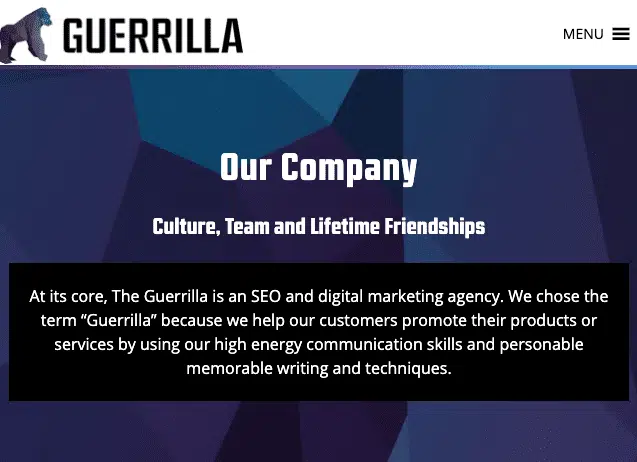 GUERRILLA
MENU
Our Company
Culture, Team and Lifetime Friendships
At its core, The Guerrilla is an SEO and digital marketing agency. We chose the
term “Guerrilla” because we help our customers promote their products or
services by using our high energy communication skills and personable
memorable writing and techniques.